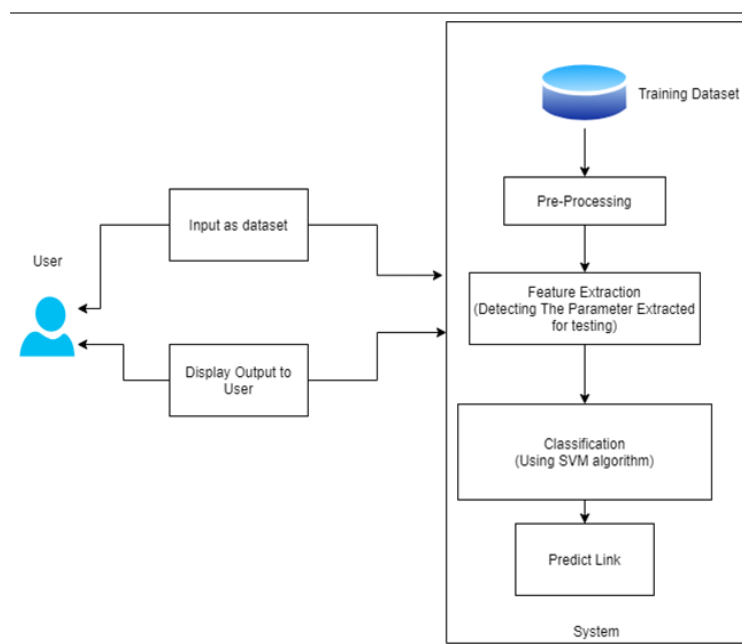 Training Dataset
Pre-Processing
Input as dataset
User
Feature Extraction
(Detecting The Parameter Extracted
for testing)
Display Output to
User
Classification
(Using SVM algorithm)
Predict Link
System